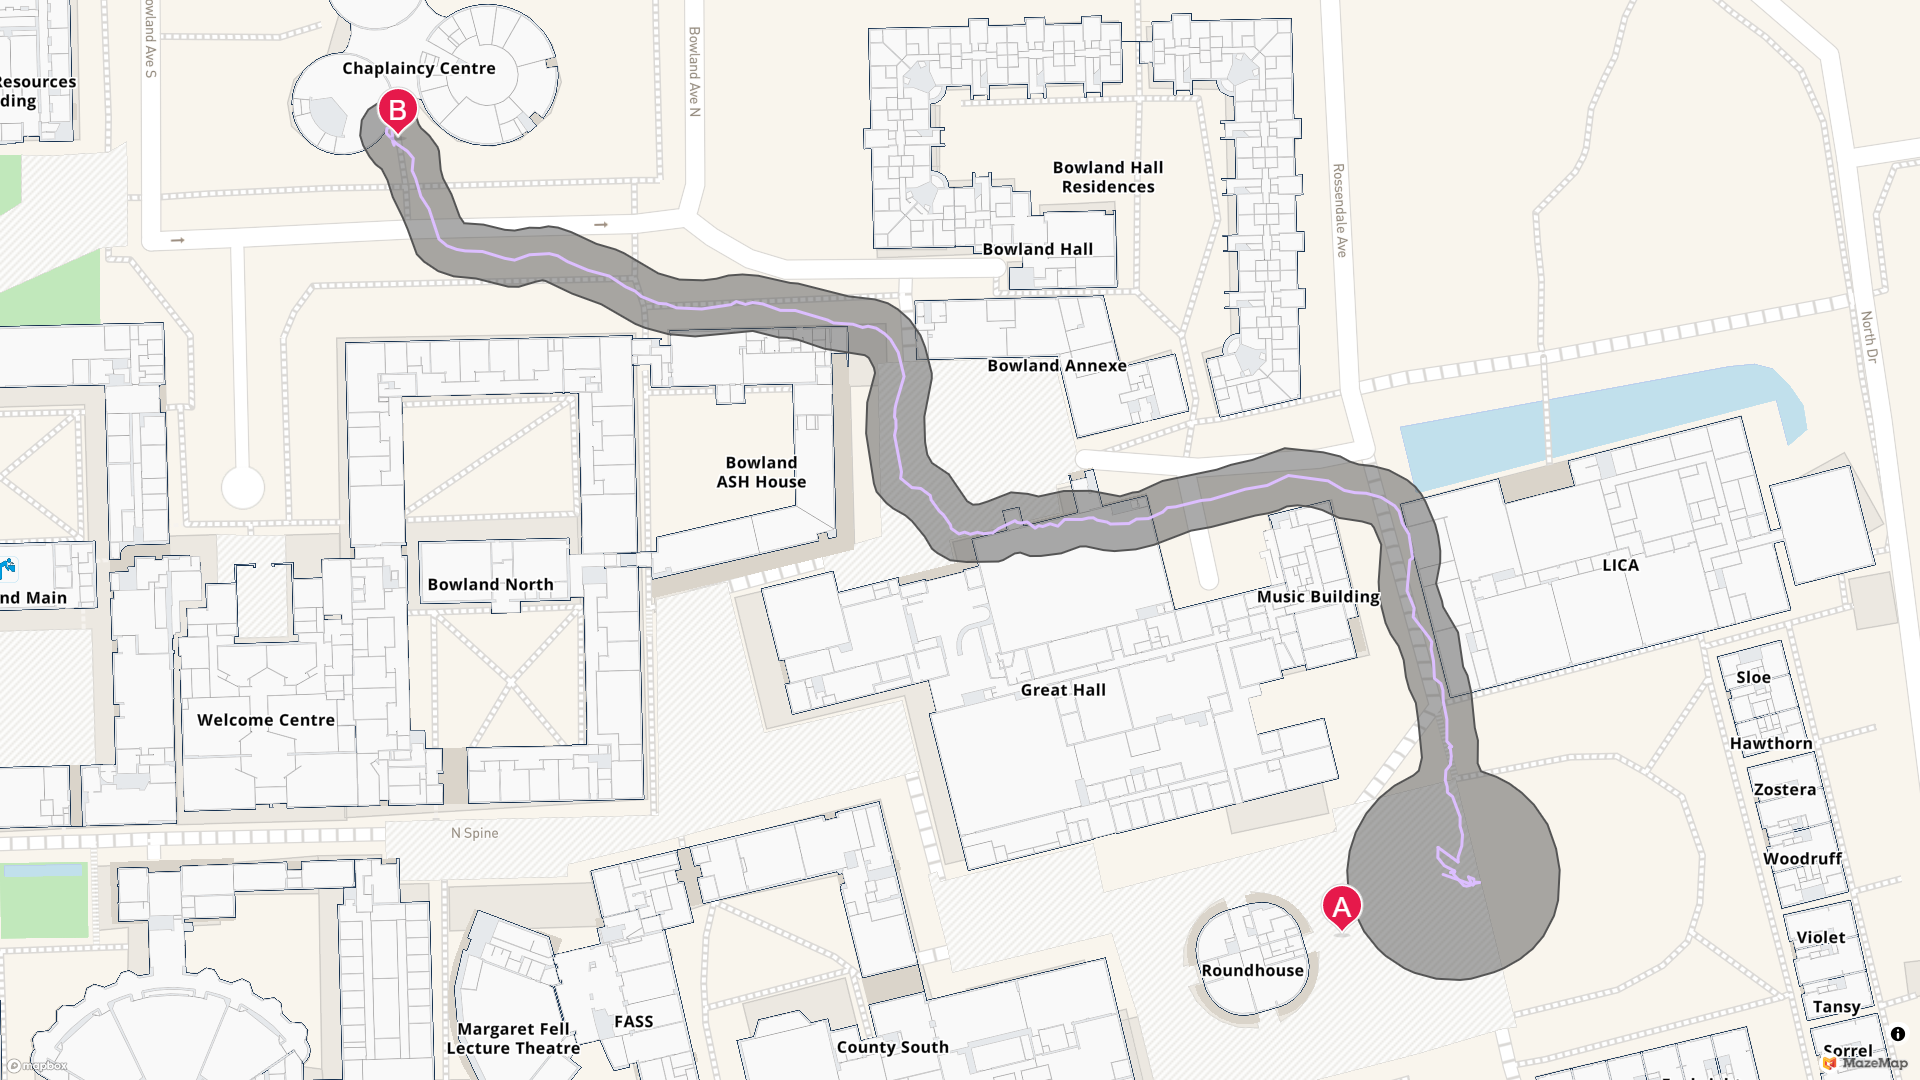 Bowland Ave S
Bowland Ave N
Chaplaincy Centre
B
Resources
ding
Bowland Hall
Residences
Rossendale Ave
Bowland Hall
North Dr
Bowland Annexe
Bowland
ASH House
LICA
Bowland North
nd Main
Music Building
Sloe
Great Hall
Welcome Centre
Hawthorn
Zostera
N Spine
Woodruff
A
Violet
Roundhouse
Tansy
FASS
Margaret Fell
Lecture Theatre
County South
Sorrel
mapbox
MazeMap